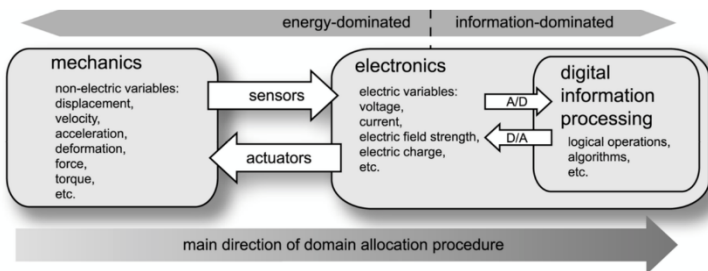 energy-dominated
information-dominated
mechanics
non-electric variables:
displacement,
velocity,
acceleration,
deformation,
force,
torque,
etc.
sensors
actuators
electronics
electric variables:
voltage,
current,
electric field strength,
electric charge,
etc.
A/D
D/A
digital
information
processing
logical operations,
algorithms,
etc.
main direction of domain allocation procedure